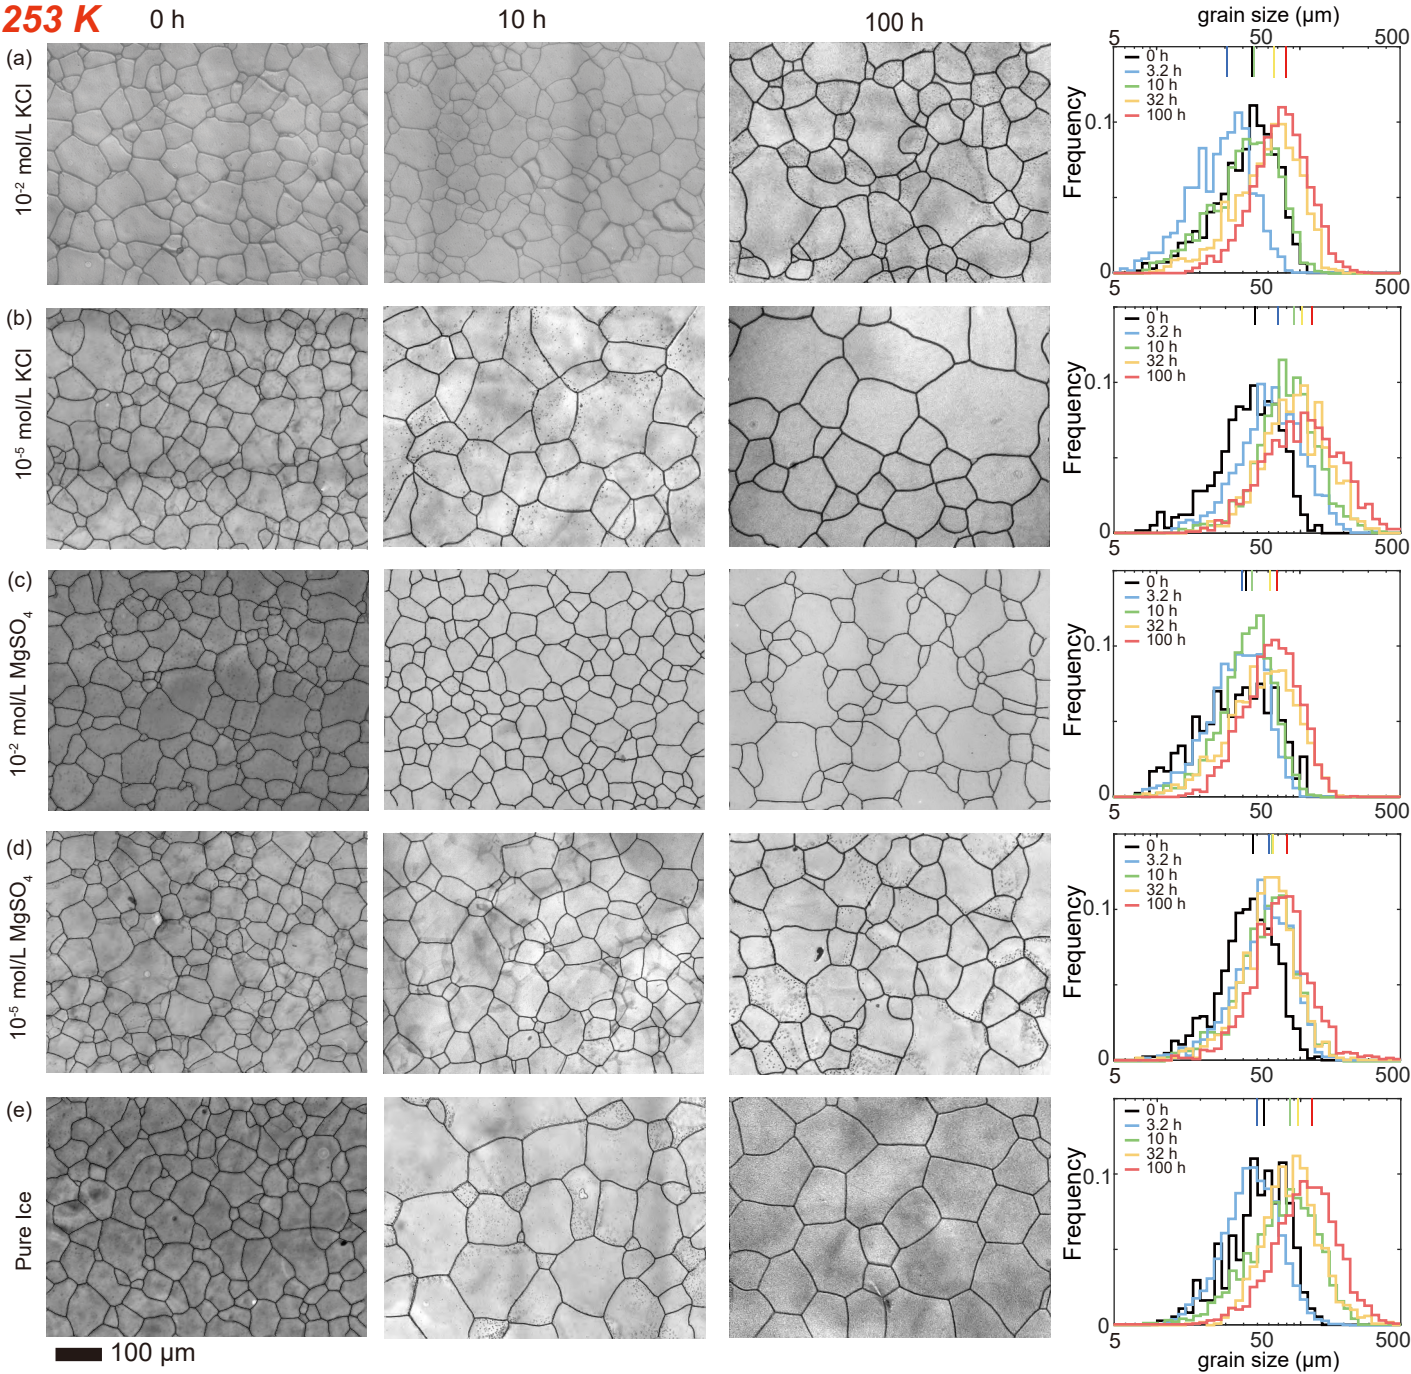 253 K
0 h
10 h
100 h
grain size (µm)
5 50 500
(a)
10⁻² mol/L KCl
Frequency
0 h
3.2 h
10 h
32 h
100 h
0.1
0
5 50 500
(b)
10⁻⁵ mol/L KCl
Frequency
0 h
3.2 h
10 h
32 h
100 h
0.1
0
5 50 500
(c)
10⁻² mol/L MgSO₄
Frequency
0 h
3.2 h
10 h
32 h
100 h
0.1
0
5 50 500
(d)
10⁻⁵ mol/L MgSO₄
Frequency
0 h
3.2 h
10 h
32 h
100 h
0.1
0
5 50 500
(e)
Pure Ice
Frequency
0 h
3.2 h
10 h
32 h
100 h
0.1
0
5 50 500
grain size (µm)
100 µm